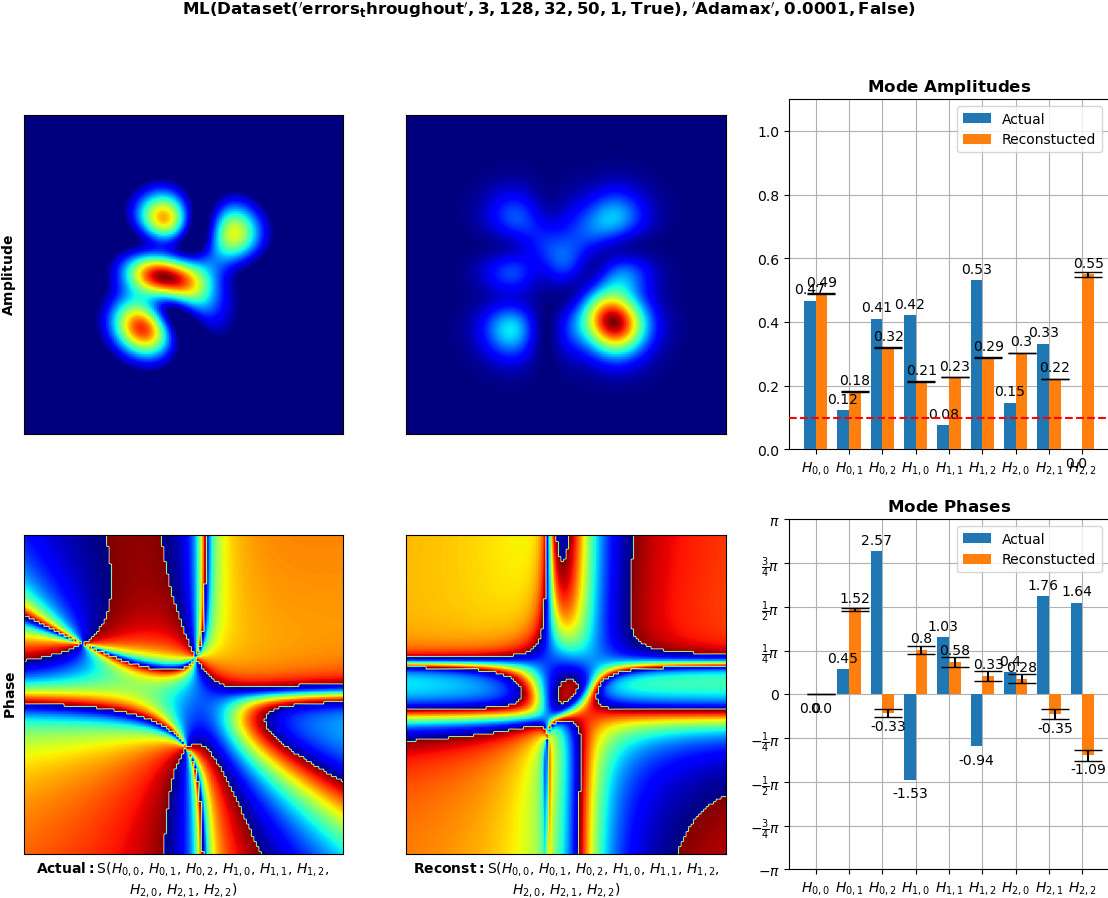 ML(Dataset('errors_throughout', 3, 128, 32, 50, 1, True), 'Adamax', 0.0001, False)
Amplitude
Mode Amplitudes
Actual
Reconstucted
1.0
0.8
0.6
0.4
0.2
0.0
0.47
0.49
0.12
0.18
0.41
0.32
0.42
0.21
0.08
0.23
0.53
0.29
0.15
0.3
0.33
0.22
0.0
0.55
H0,0 H0,1 H0,2 H1,0 H1,1 H1,2 H2,0 H2,1 H2,2
Phase
Mode Phases
Actual
Reconstucted
π
3/4π
1/2π
1/4π
0
−1/4π
−1/2π
−3/4π
−π
0.0
0.0
0.45
1.52
2.57
-0.33
-1.53
0.8
1.03
0.58
-0.94
0.33
0.4
0.28
1.76
-0.35
1.64
-1.09
H0,0 H0,1 H0,2 H1,0 H1,1 H1,2 H2,0 H2,1 H2,2
Actual: S(H0,0, H0,1, H0,2, H1,0, H1,1, H1,2,
H2,0, H2,1, H2,2)
Reconst: S(H0,0, H0,1, H0,2, H1,0, H1,1, H1,2,
H2,0, H2,1, H2,2)